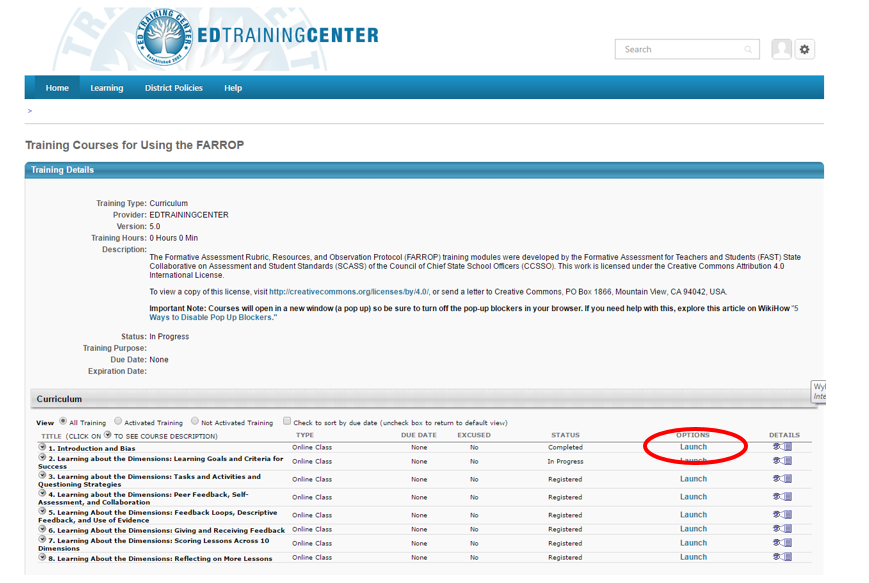 ED TRAINING CENTER
Established 2002
EDTRAININGCENTER
Search
Home Learning District Policies Help
>
Training Courses for Using the FARROP
Training Details
Training Type: Curriculum
Provider: EDTRAININGCENTER
Version: 5.0
Training Hours: 0 Hours 0 Min
Description:
The Formative Assessment Rubric, Resources, and Observation Protocol (FARROP) training modules were developed by the Formative Assessment for Teachers and Students (FAST) State
Collaborative on Assessment and Student Standards (SCASS) of the Council of Chief State School Officers (CCSSO). This work is licensed under the Creative Commons Attribution 4.0
International License.
To view a copy of this license, visit http://creativecommons.org/licenses/by/4.0/, or send a letter to Creative Commons, PO Box 1866, Mountain View, CA 94042, USA.
Important Note: Courses will open in a new window (a pop up) so be sure to turn off the pop-up blockers in your browser. If you need help with this, explore this article on WikiHow "5
Ways to Disable Pop Up Blockers."
Status: In Progress
Training Purpose:
Due Date: None
Expiration Date:
Wyl
Inte
Curriculum
View All Training Activated Training Not Activated Training Check to sort by due date (uncheck box to return to default view)
TITLE (CLICK ON TO SEE COURSE DESCRIPTION) TYPE DUE DATE EXCUSED STATUS OPTIONS DETAILS
1. Introduction and Bias Online Class None No Completed Launch
2. Learning about the Dimensions: Learning Goals and Criteria for
Success Online Class None No In Progress Launch
3. Learning about the Dimensions: Tasks and Activities and
Questioning Strategies Online Class None No Registered Launch
4. Learning about the Dimensions: Peer Feedback, Self-
Assessment, and Collaboration Online Class None No Registered Launch
5. Learning About the Dimensions: Feedback Loops, Descriptive
Feedback, and Use of Evidence Online Class None No Registered Launch
6. Learning About the Dimensions: Giving and Receiving Feedback Online Class None No Registered Launch
7. Learning About the Dimensions: Scoring Lessons Across 10
Dimensions Online Class None No Registered Launch
8. Learning About the Dimensions: Reflecting on More Lessons Online Class None No Registered Launch